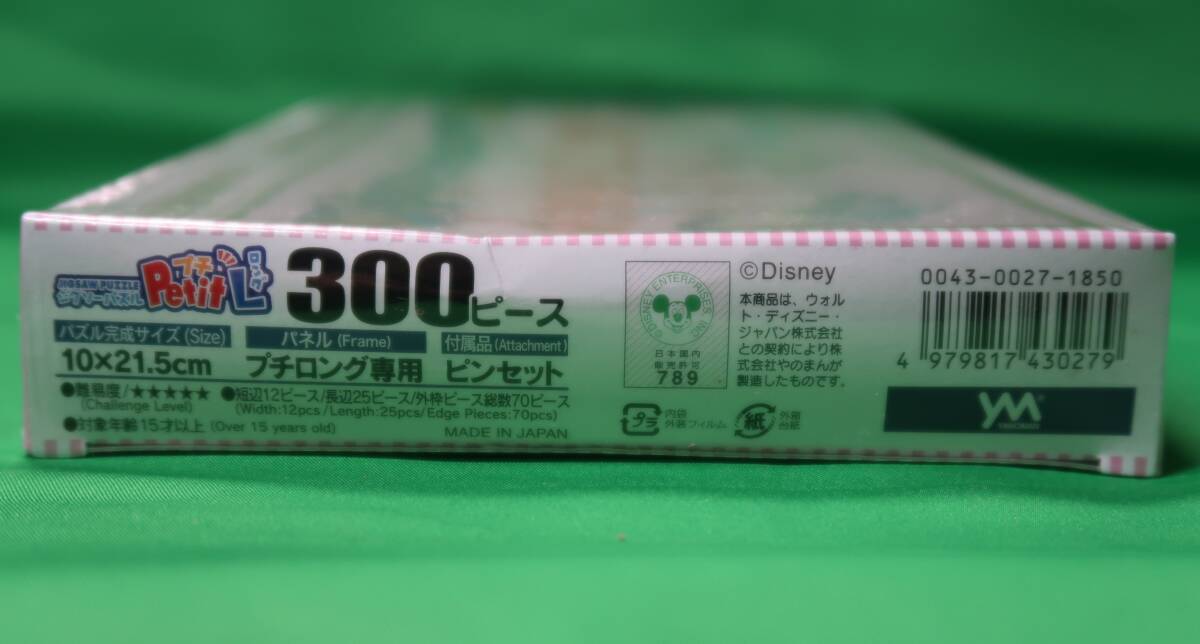 JIGSAW PUZZLE
ジグソーパズル
プチ
Petit
ロング
L
300ピース
パズル完成サイズ(Size)
10×21.5cm
パネル(Frame)
プチロング専用
付属品(Attachment)
ピンセット
●難易度/★★★★★
(Challenge Level)
●短辺12ピース/長辺25ピース/外枠ピース総数70ピース
(Width:12pcs/Length:25pcs/Edge Pieces:70pcs)
●対象年齢15才以上 (Over 15 years old)
MADE IN JAPAN
©DISNEY ENTERPRISES INC.
日本国内
販売許可
789
©Disney
本商品は、ウォル
ト・ディズニー・
ジャパン株式会社
との契約により株
式会社やのまんが
製造したものです。
プラ
内袋
外装フィルム
紙
外箱
台紙
0043-0027-1850
4 979817 430279
YM
YANOMAN